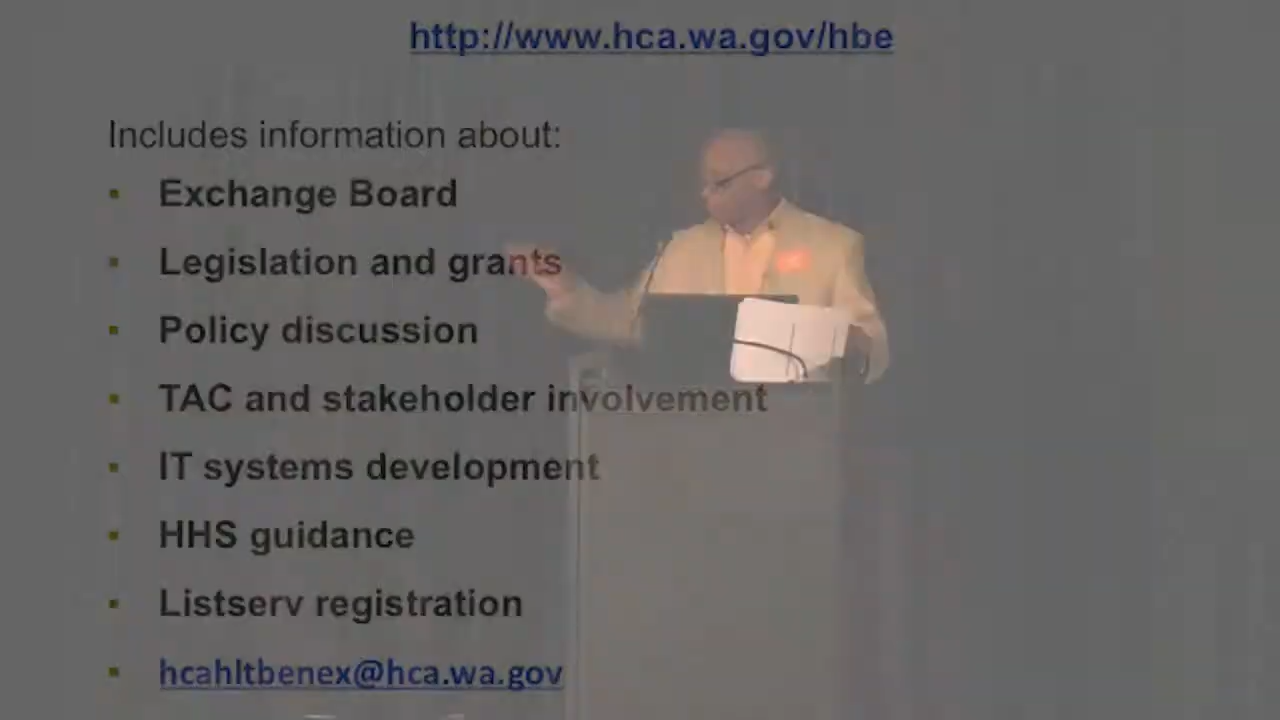 http://www.hca.wa.gov/hbe
Includes information about:
Exchange Board
Legislation and grants
Policy discussion
TAC and stakeholder involvement
IT systems development
HHS guidance
Listserv registration
hcahltbenex@hca.wa.gov